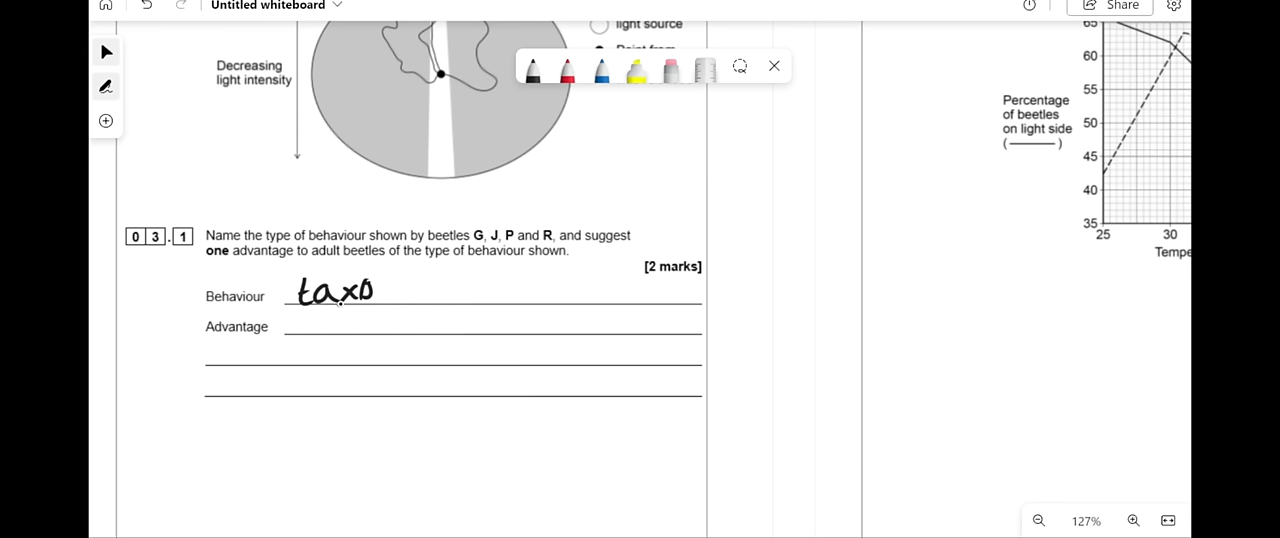 Untitled whiteboard
Share
light source
Decreasing
light intensity
65
60
55
50
45
40
35
25
30
Percentage
of beetles
on light side
( )
Tempe
0 3 . 1
Name the type of behaviour shown by beetles G, J, P and R, and suggest
one advantage to adult beetles of the type of behaviour shown.
[2 marks]
Behaviour taxo
Advantage
127%